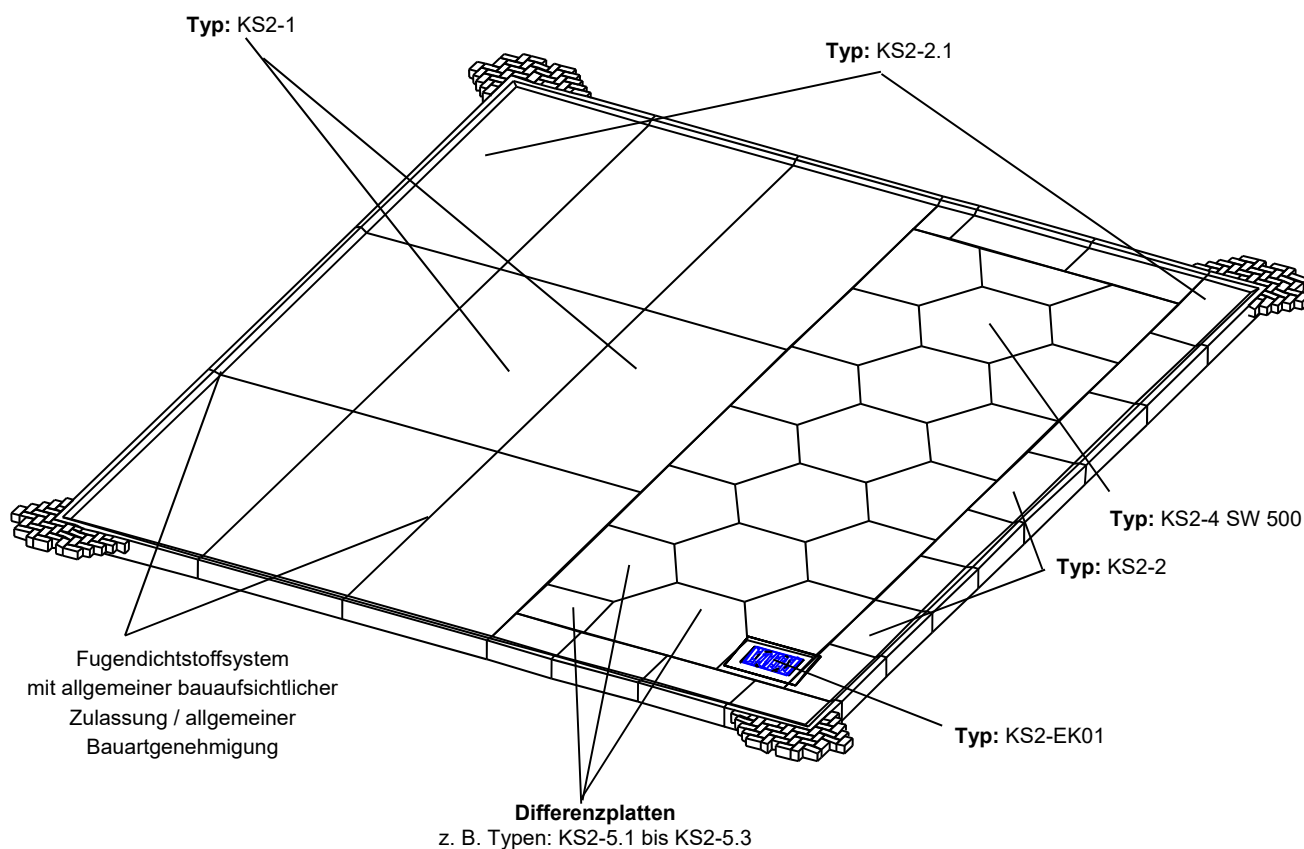 Typ: KS2-1
Typ: KS2-2.1
Typ: KS2-4 SW 500
Typ: KS2-2
Fugendichtstoffsystem
mit allgemeiner bauaufsichtlicher
Zulassung / allgemeiner
Bauartgenehmigung
Typ: KS2-EK01
Differenzplatten
z. B. Typen: KS2-5.1 bis KS2-5.3